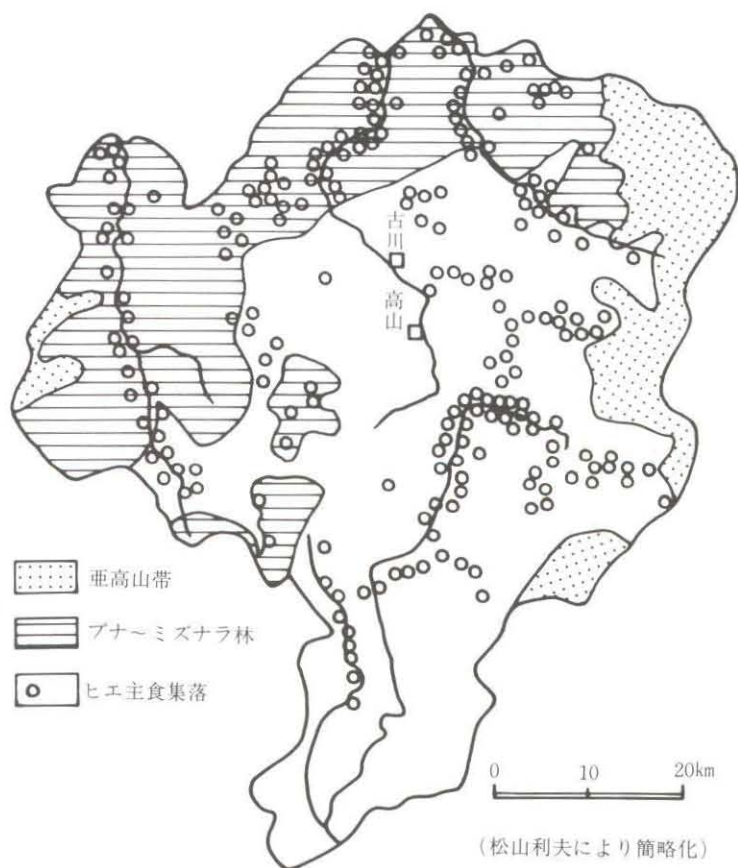 古川
高山
亜高山帯
ブナ〜ミズナラ林
ヒエ主食集落
0 10 20km
(松山利夫により簡略化)